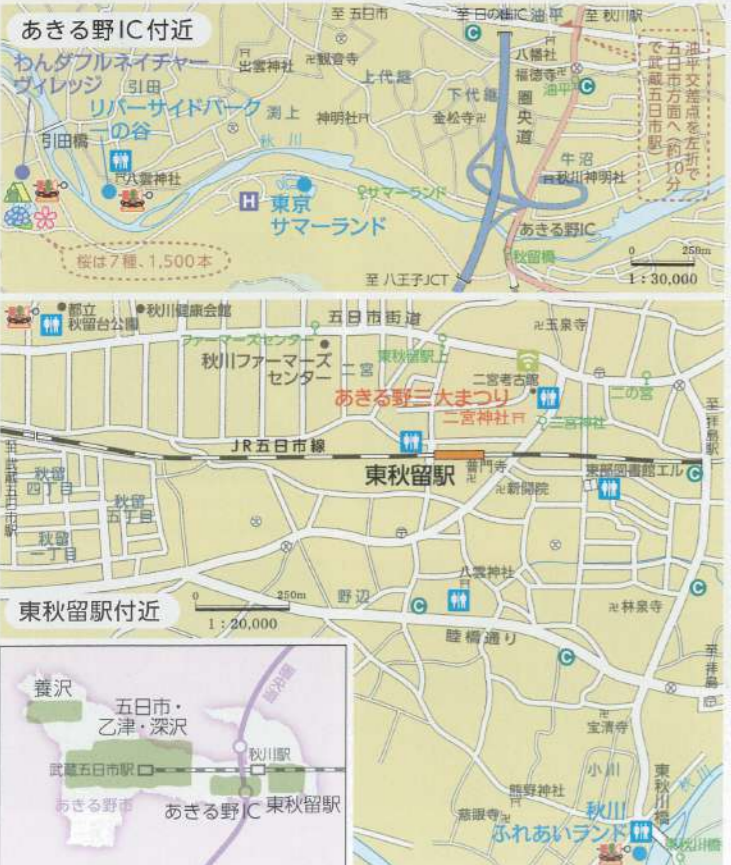 あきる野IC付近
至 五日市
至 日の出IC
油平
至 秋川駅
わんダフルネイチャー
ヴィレッジ
引田
出雲神社
観音寺
八幡社
福徳寺
油平
上代継
下代継
圏央道
リバーサイドパーク
一の谷
渕上
神明社
金松寺
油平交差点を左折で
五日市方面へ(約10分
で武蔵五日市駅)
引田橋
秋川
牛沼
八雲神社
秋川神明社
H
東京
サマーランド
サマーランド
あきる野IC
秋留橋
桜は7種、1,500本
至 八王子JCT
0 250m
1:30,000
都立
秋留台公園
秋川健康会館
五日市街道
玉泉寺
ファーマーズセンター
秋川ファーマーズ
センター
二宮
東秋留駅上
二宮考古館
あきる野三大まつり
二宮神社
二の宮
二宮神社
至 拝島駅
JR五日市線
東秋留駅
普門寺
新開院
東部図書館エル
至 武蔵五日市駅
秋留
四丁目
秋留
五丁目
秋留
一丁目
八雲神社
野辺
林泉寺
0 250m
1:20,000
東秋留駅付近
睦橋通り
至 拝島
養沢
五日市・
乙津・深沢
圏央道
秋川駅
武蔵五日市駅
あきる野市
あきる野IC
東秋留駅
宝清寺
小川
東秋川橋
秋川
熊野神社
慈眼寺
秋川
ふれあいランド
東秋川橋